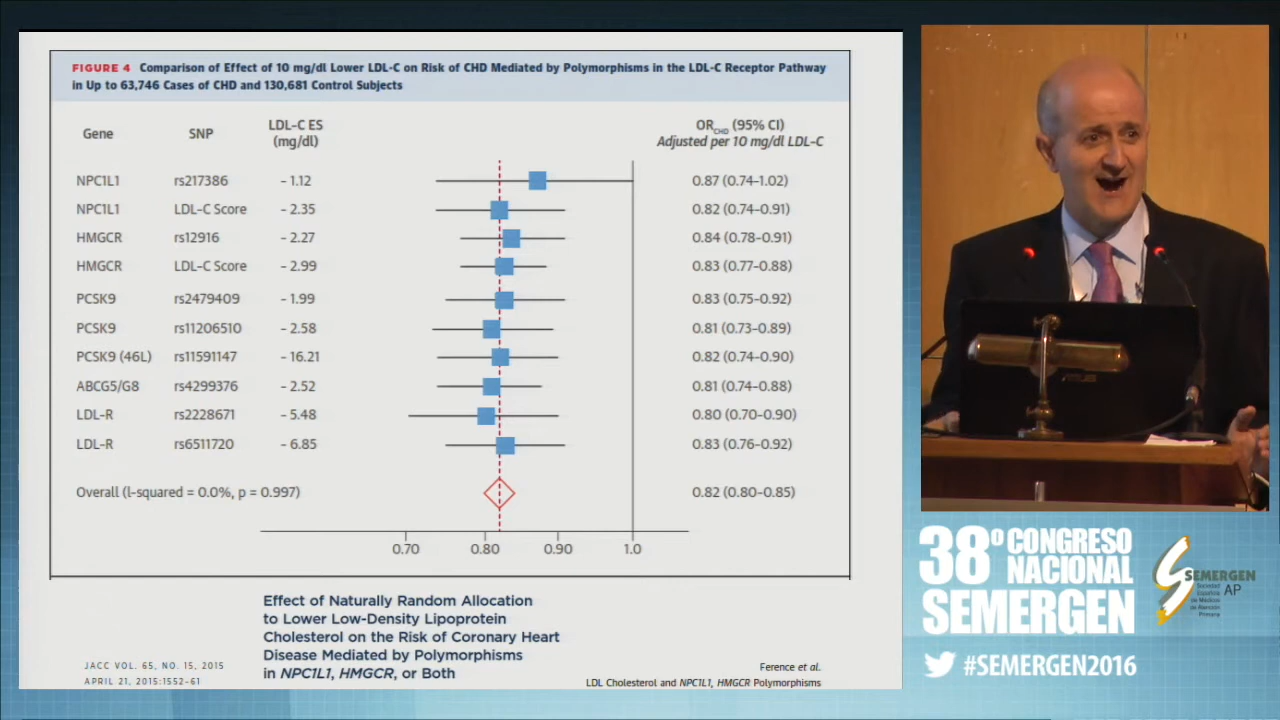 FIGURE 4 Comparison of Effect of 10 mg/dl Lower LDL-C on Risk of CHD Mediated by Polymorphisms in the LDL-C Receptor Pathway
in Up to 63,746 Cases of CHD and 130,681 Control Subjects
Gene SNP LDL-C ES (mg/dl) OR_CHD (95% CI) Adjusted per 10 mg/dl LDL-C
NPC1L1 rs217386 - 1.12 0.87 (0.74-1.02)
NPC1L1 LDL-C Score - 2.35 0.82 (0.74-0.91)
HMGCR rs12916 - 2.27 0.84 (0.78-0.91)
HMGCR LDL-C Score - 2.99 0.83 (0.77-0.88)
PCSK9 rs2479409 - 1.99 0.83 (0.75-0.92)
PCSK9 rs11206510 - 2.58 0.81 (0.73-0.89)
PCSK9 (46L) rs11591147 - 16.21 0.82 (0.74-0.90)
ABCG5/G8 rs4299376 - 2.52 0.81 (0.74-0.88)
LDL-R rs2228671 - 5.48 0.80 (0.70-0.90)
LDL-R rs6511720 - 6.85 0.83 (0.76-0.92)
Overall (I-squared = 0.0%, p = 0.997) 0.82 (0.80-0.85)
0.70 0.80 0.90 1.0
Effect of Naturally Random Allocation
to Lower Low-Density Lipoprotein
Cholesterol on the Risk of Coronary Heart
Disease Mediated by Polymorphisms
in NPC1L1, HMGCR, or Both
JACC VOL. 65, NO. 15, 2015
APRIL 21, 2015:1552-61
Ference et al.
LDL Cholesterol and NPC1L1, HMGCR Polymorphisms
38º CONGRESO
NACIONAL
SEMERGEN
SEMERGEN
Sociedad
Española
de Médicos
de Atención
Primaria
AP
#SEMERGEN2016